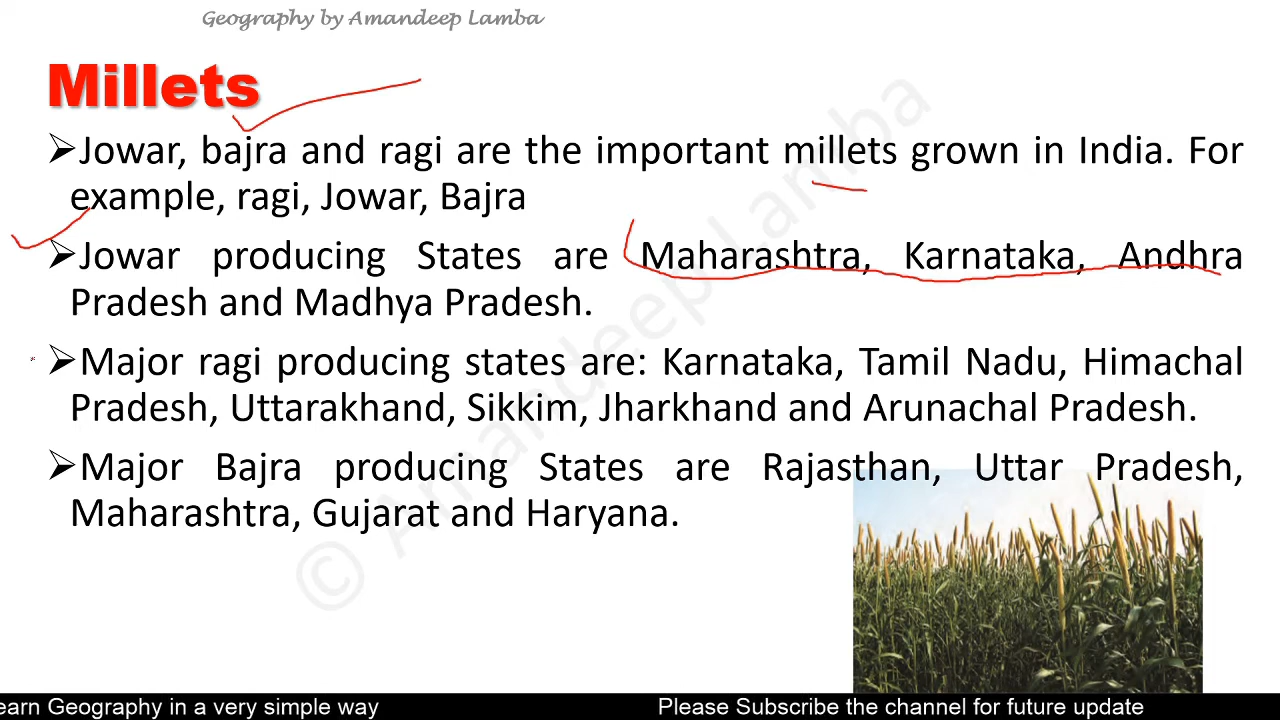 Geography by Amandeep Lamba
Millets
➢Jowar, bajra and ragi are the important millets grown in India. For
example, ragi, Jowar, Bajra
➢Jowar producing States are Maharashtra, Karnataka, Andhra
Pradesh and Madhya Pradesh.
➢Major ragi producing states are: Karnataka, Tamil Nadu, Himachal
Pradesh, Uttarakhand, Sikkim, Jharkhand and Arunachal Pradesh.
➢Major Bajra producing States are Rajasthan, Uttar Pradesh,
Maharashtra, Gujarat and Haryana.
© Amandeep Lamba
earn Geography in a very simple way Please Subscribe the channel for future update